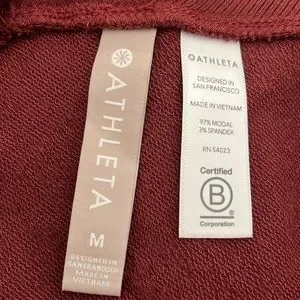 ATHLETA
M
DESIGNED IN
SAN FRANCISCO
MADE IN
VIETNAM
ATHLETA
DESIGNED IN
SAN FRANCISCO
MADE IN VIETNAM
97% MODAL
3% SPANDEX
RN 54023
Certified
B
Corporation